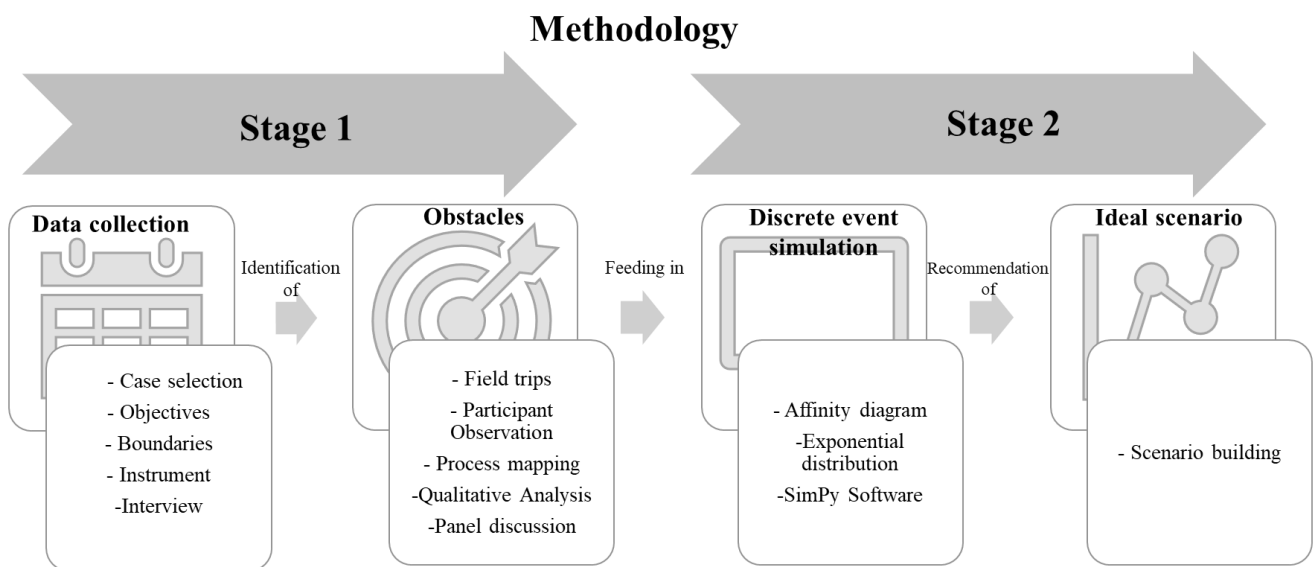 Methodology
Stage 1
Stage 2
Data collection
- Case selection
- Objectives
- Boundaries
- Instrument
-Interview
Identification
of
Obstacles
- Field trips
- Participant
Observation
- Process mapping
-Qualitative Analysis
-Panel discussion
Feeding in
Discrete event
simulation
- Affinity diagram
-Exponential
distribution
-SimPy Software
Recommendation
of
Ideal scenario
- Scenario building